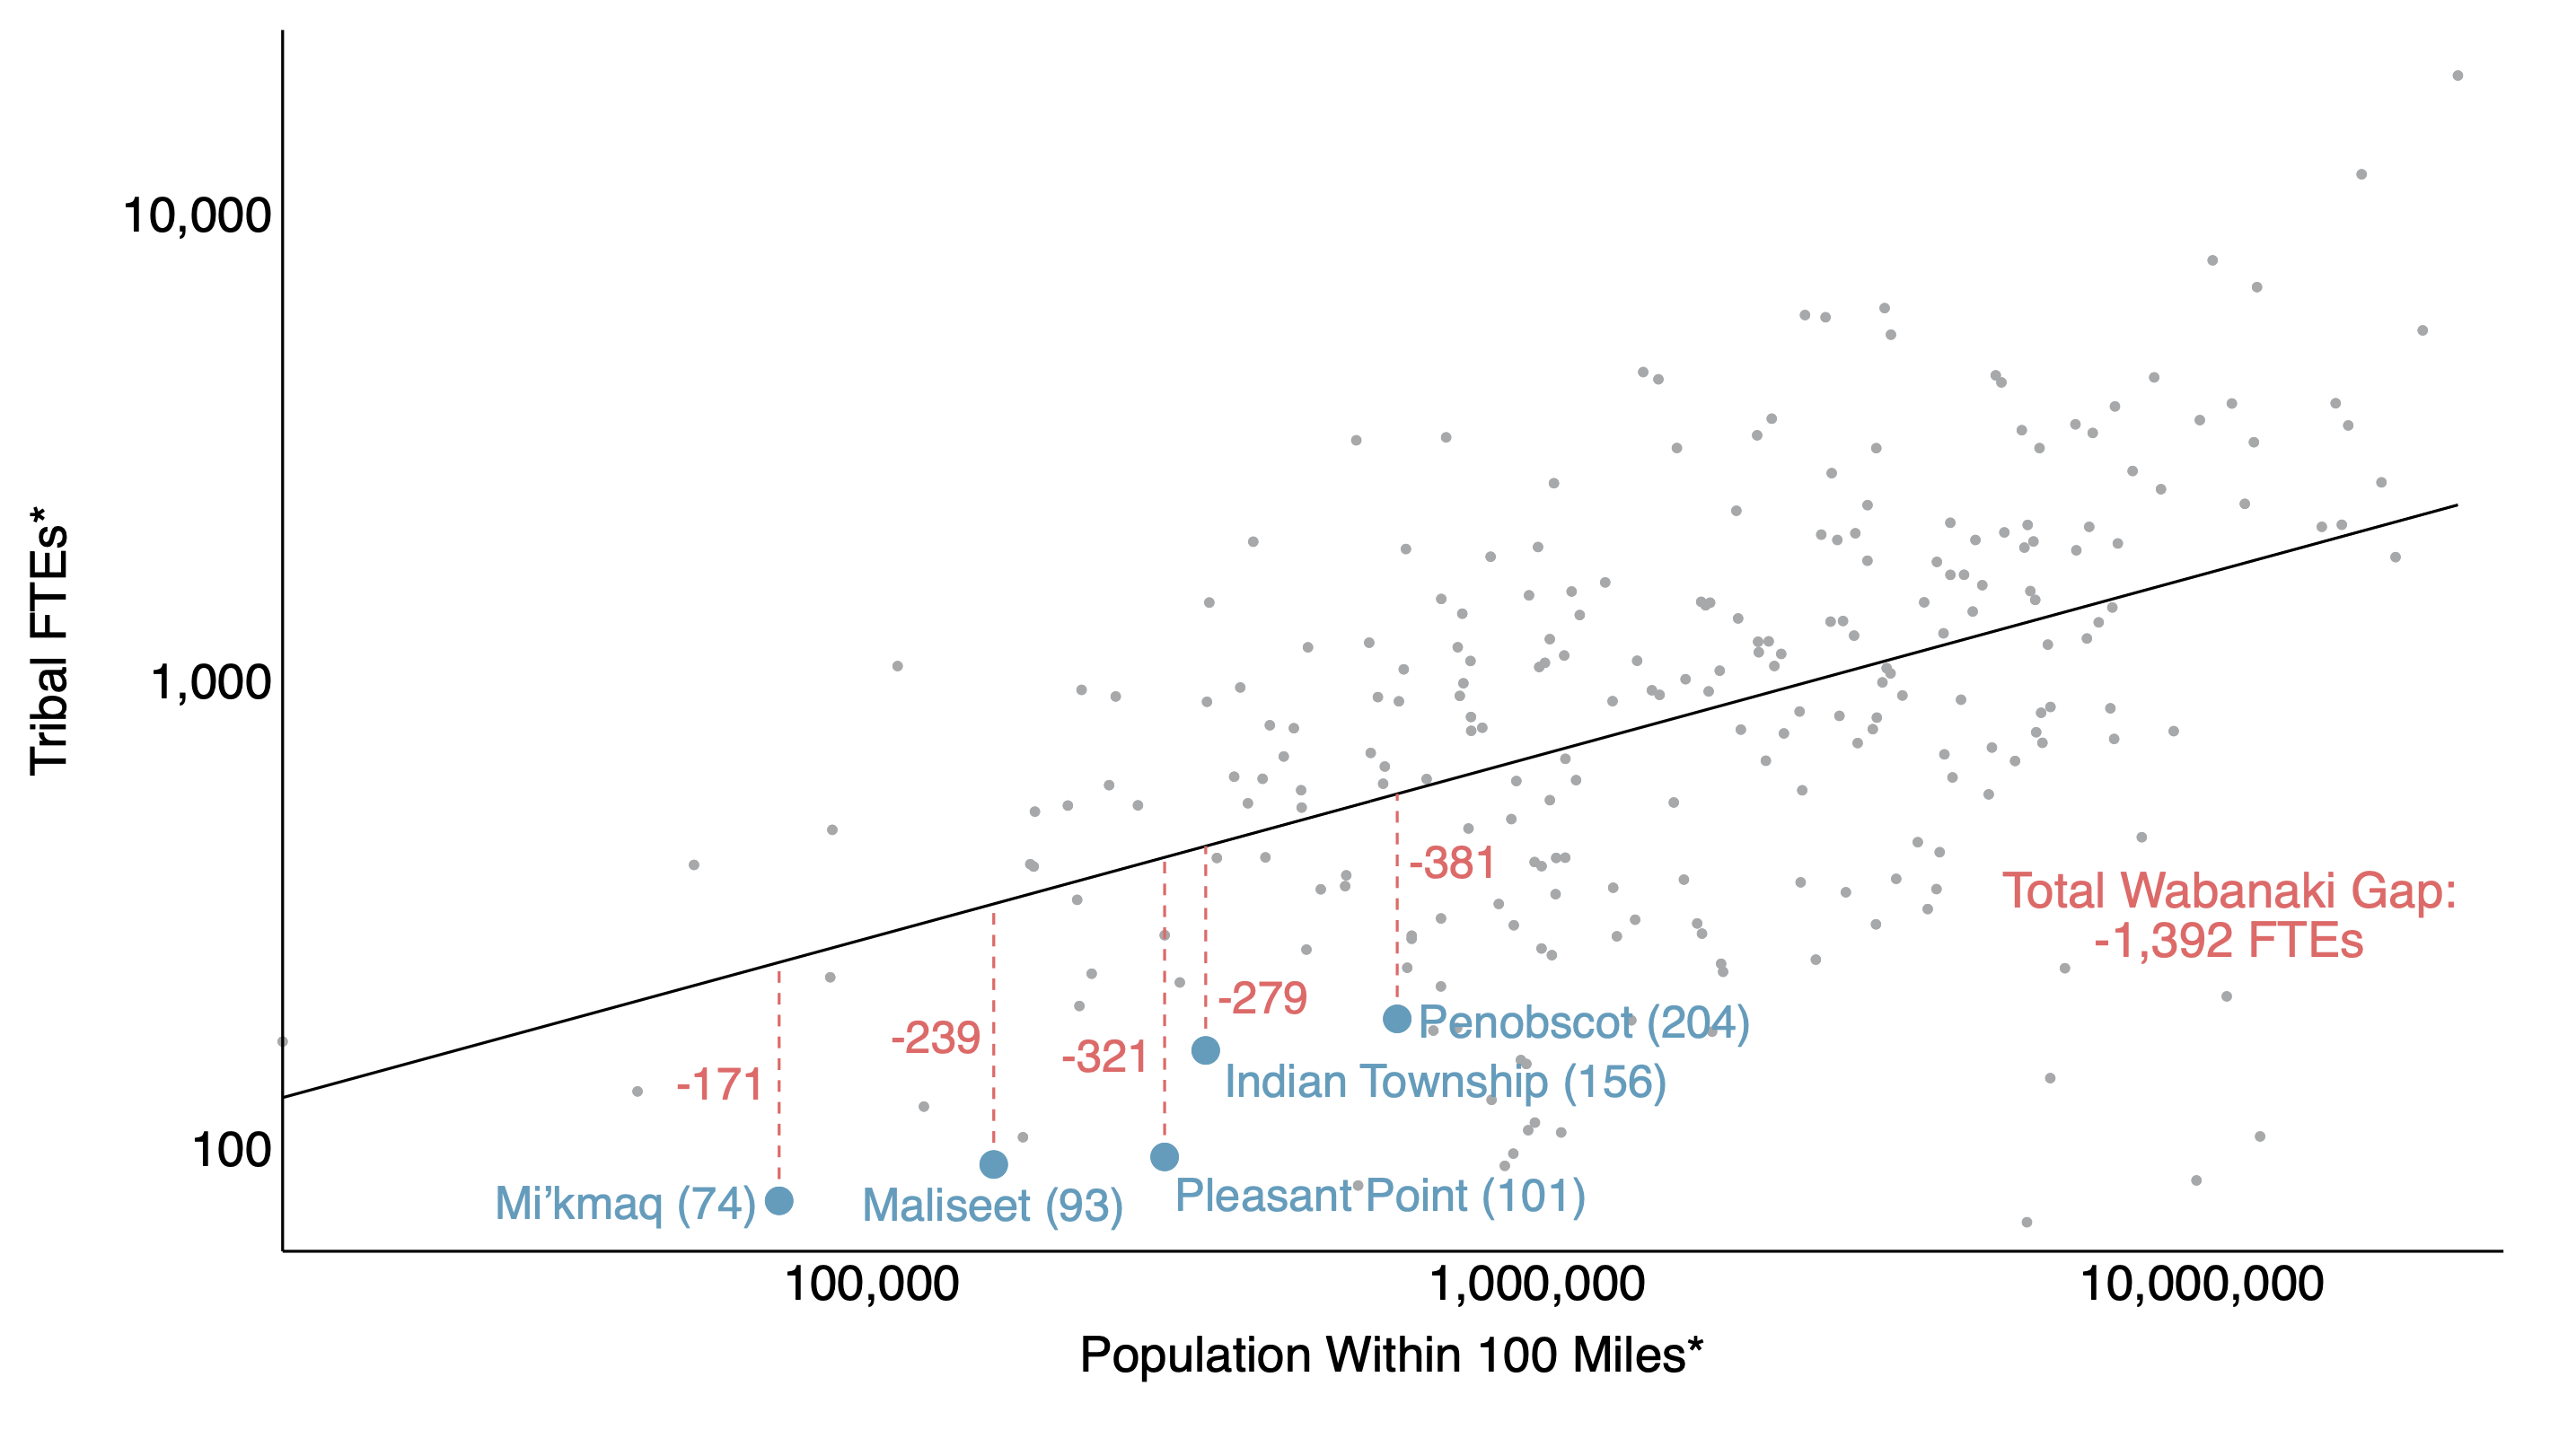 10,000
1,000
100
Tribal FTEs*
-381
Total Wabanaki Gap:
-1,392 FTEs
-279
-239
-321
-171
Penobscot (204)
Indian Township (156)
Pleasant Point (101)
Mi’kmaq (74)
Maliseet (93)
100,000
1,000,000
10,000,000
Population Within 100 Miles*